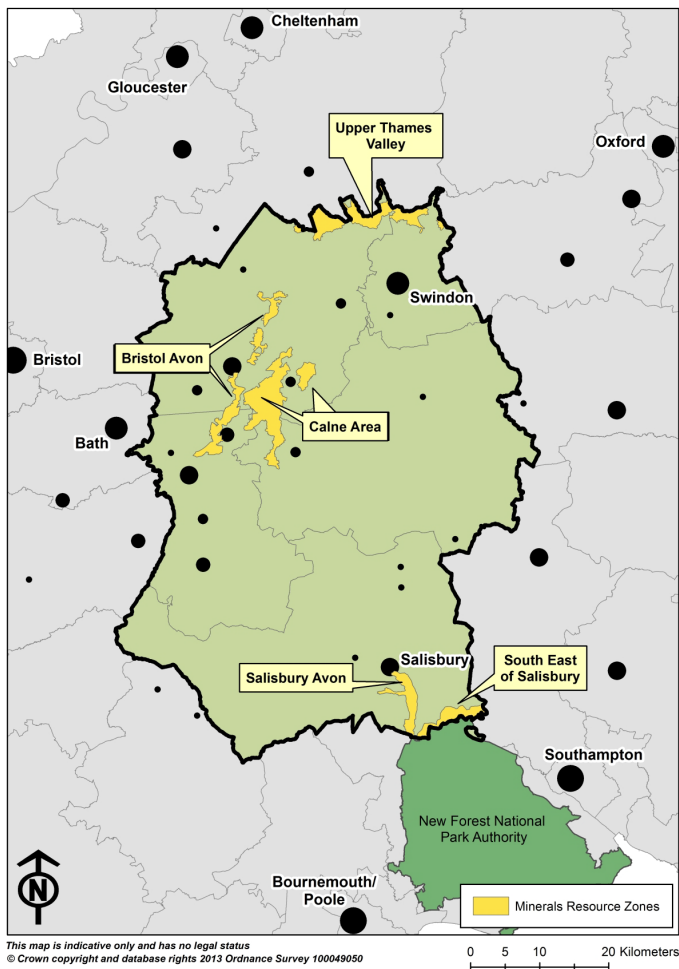 Cheltenham
Gloucester
Upper Thames
Valley
Oxford
Swindon
Bristol Avon
Bristol
Calne Area
Bath
Salisbury
South East
of Salisbury
Salisbury Avon
Southampton
New Forest National
Park Authority
Bournemouth/
Poole
N
Minerals Resource Zones
This map is indicative only and has no legal status
© Crown copyright and database rights 2013 Ordnance Survey 100049050
0 5 10 20 Kilometers